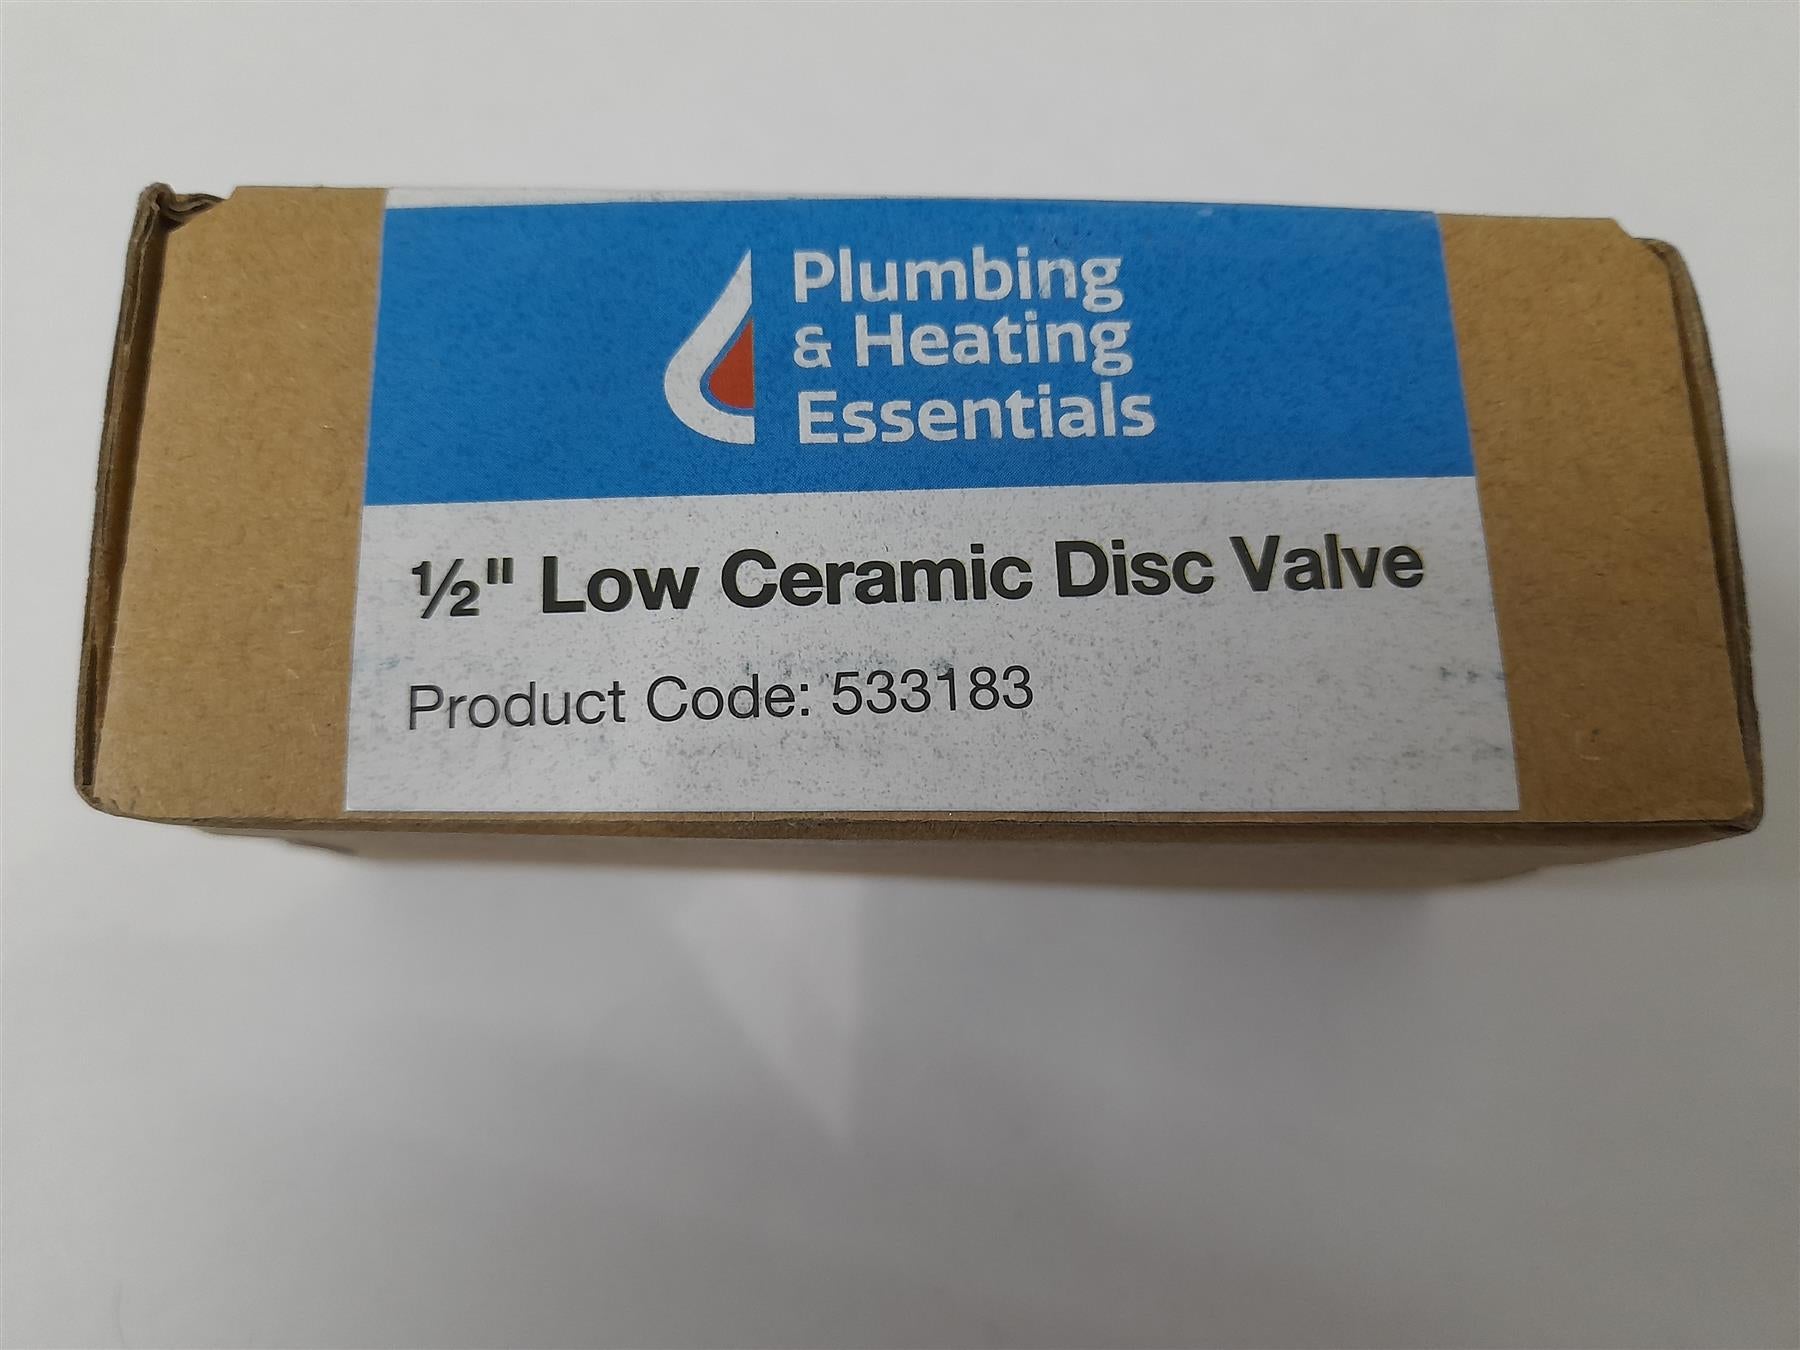 Plumbing
& Heating
Essentials
½" Low Ceramic Disc Valve
Product Code: 533183